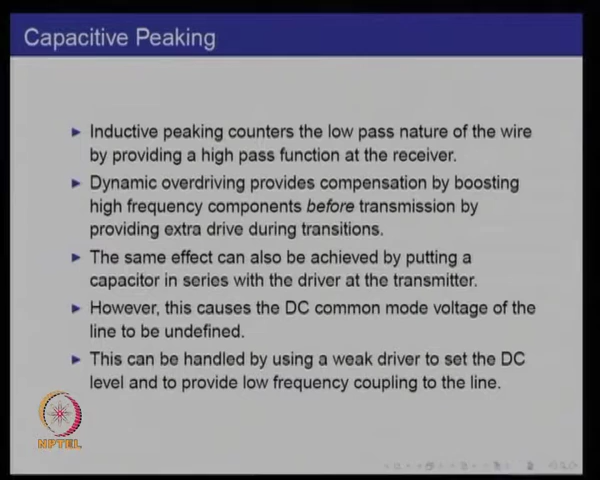 Capacitive Peaking
Inductive peaking counters the low pass nature of the wire
by providing a high pass function at the receiver.
Dynamic overdriving provides compensation by boosting
high frequency components before transmission by
providing extra drive during transitions.
The same effect can also be achieved by putting a
capacitor in series with the driver at the transmitter.
However, this causes the DC common mode voltage of the
line to be undefined.
This can be handled by using a weak driver to set the DC
level and to provide low frequency coupling to the line.
NPTEL